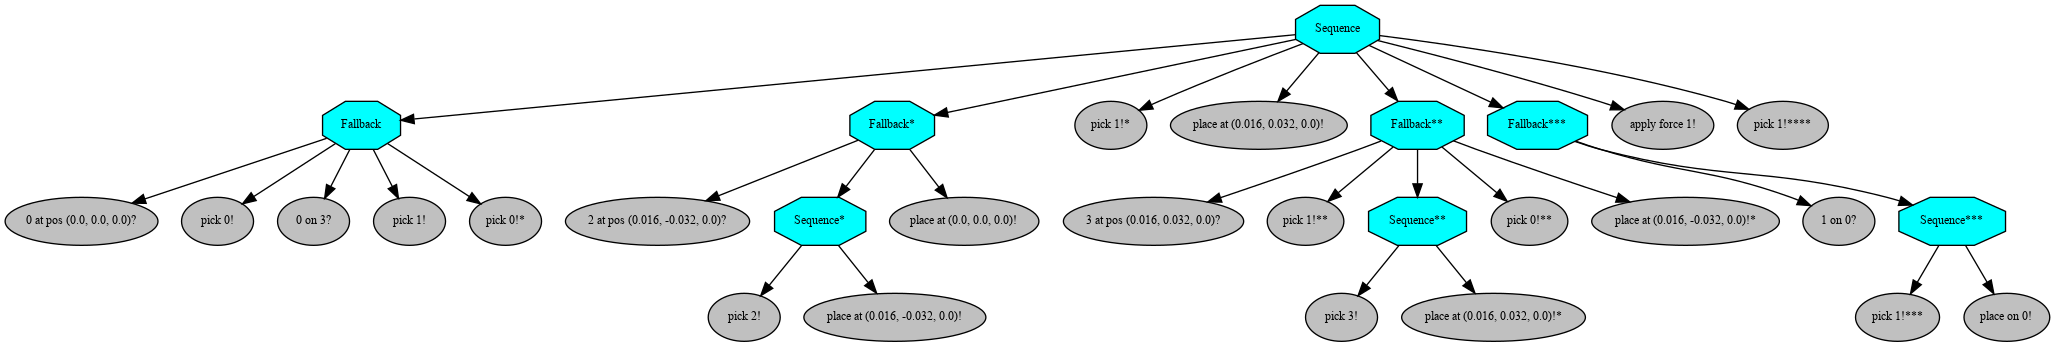 Sequence
Fallback
Fallback*
pick 1!*
place at (0.016, 0.032, 0.0)!
Fallback**
Fallback***
apply force 1!
pick 1!****
0 at pos (0.0, 0.0, 0.0)?
pick 0!
0 on 3?
pick 1!
pick 0!*
2 at pos (0.016, -0.032, 0.0)?
Sequence*
place at (0.0, 0.0, 0.0)!
3 at pos (0.016, 0.032, 0.0)?
pick 1!**
Sequence**
pick 0!**
place at (0.016, -0.032, 0.0)!*
1 on 0?
Sequence***
pick 2!
place at (0.016, -0.032, 0.0)!
pick 3!
place at (0.016, 0.032, 0.0)!*
pick 1!***
place on 0!